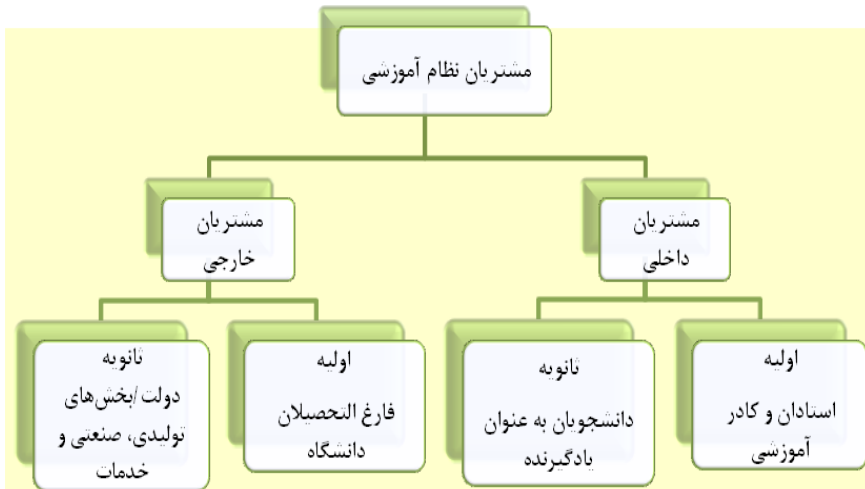 مشتریان نظام آموزشی
مشتریان
داخلی
مشتریان
خارجی
اولیه
استادان و کادر
آموزشی
ثانویه
دانشجویان به عنوان
یادگیرنده
اولیه
فارغ التحصیلان
دانشگاه
ثانویه
دولت/بخش‌های
تولیدی، صنعتی و
خدمات